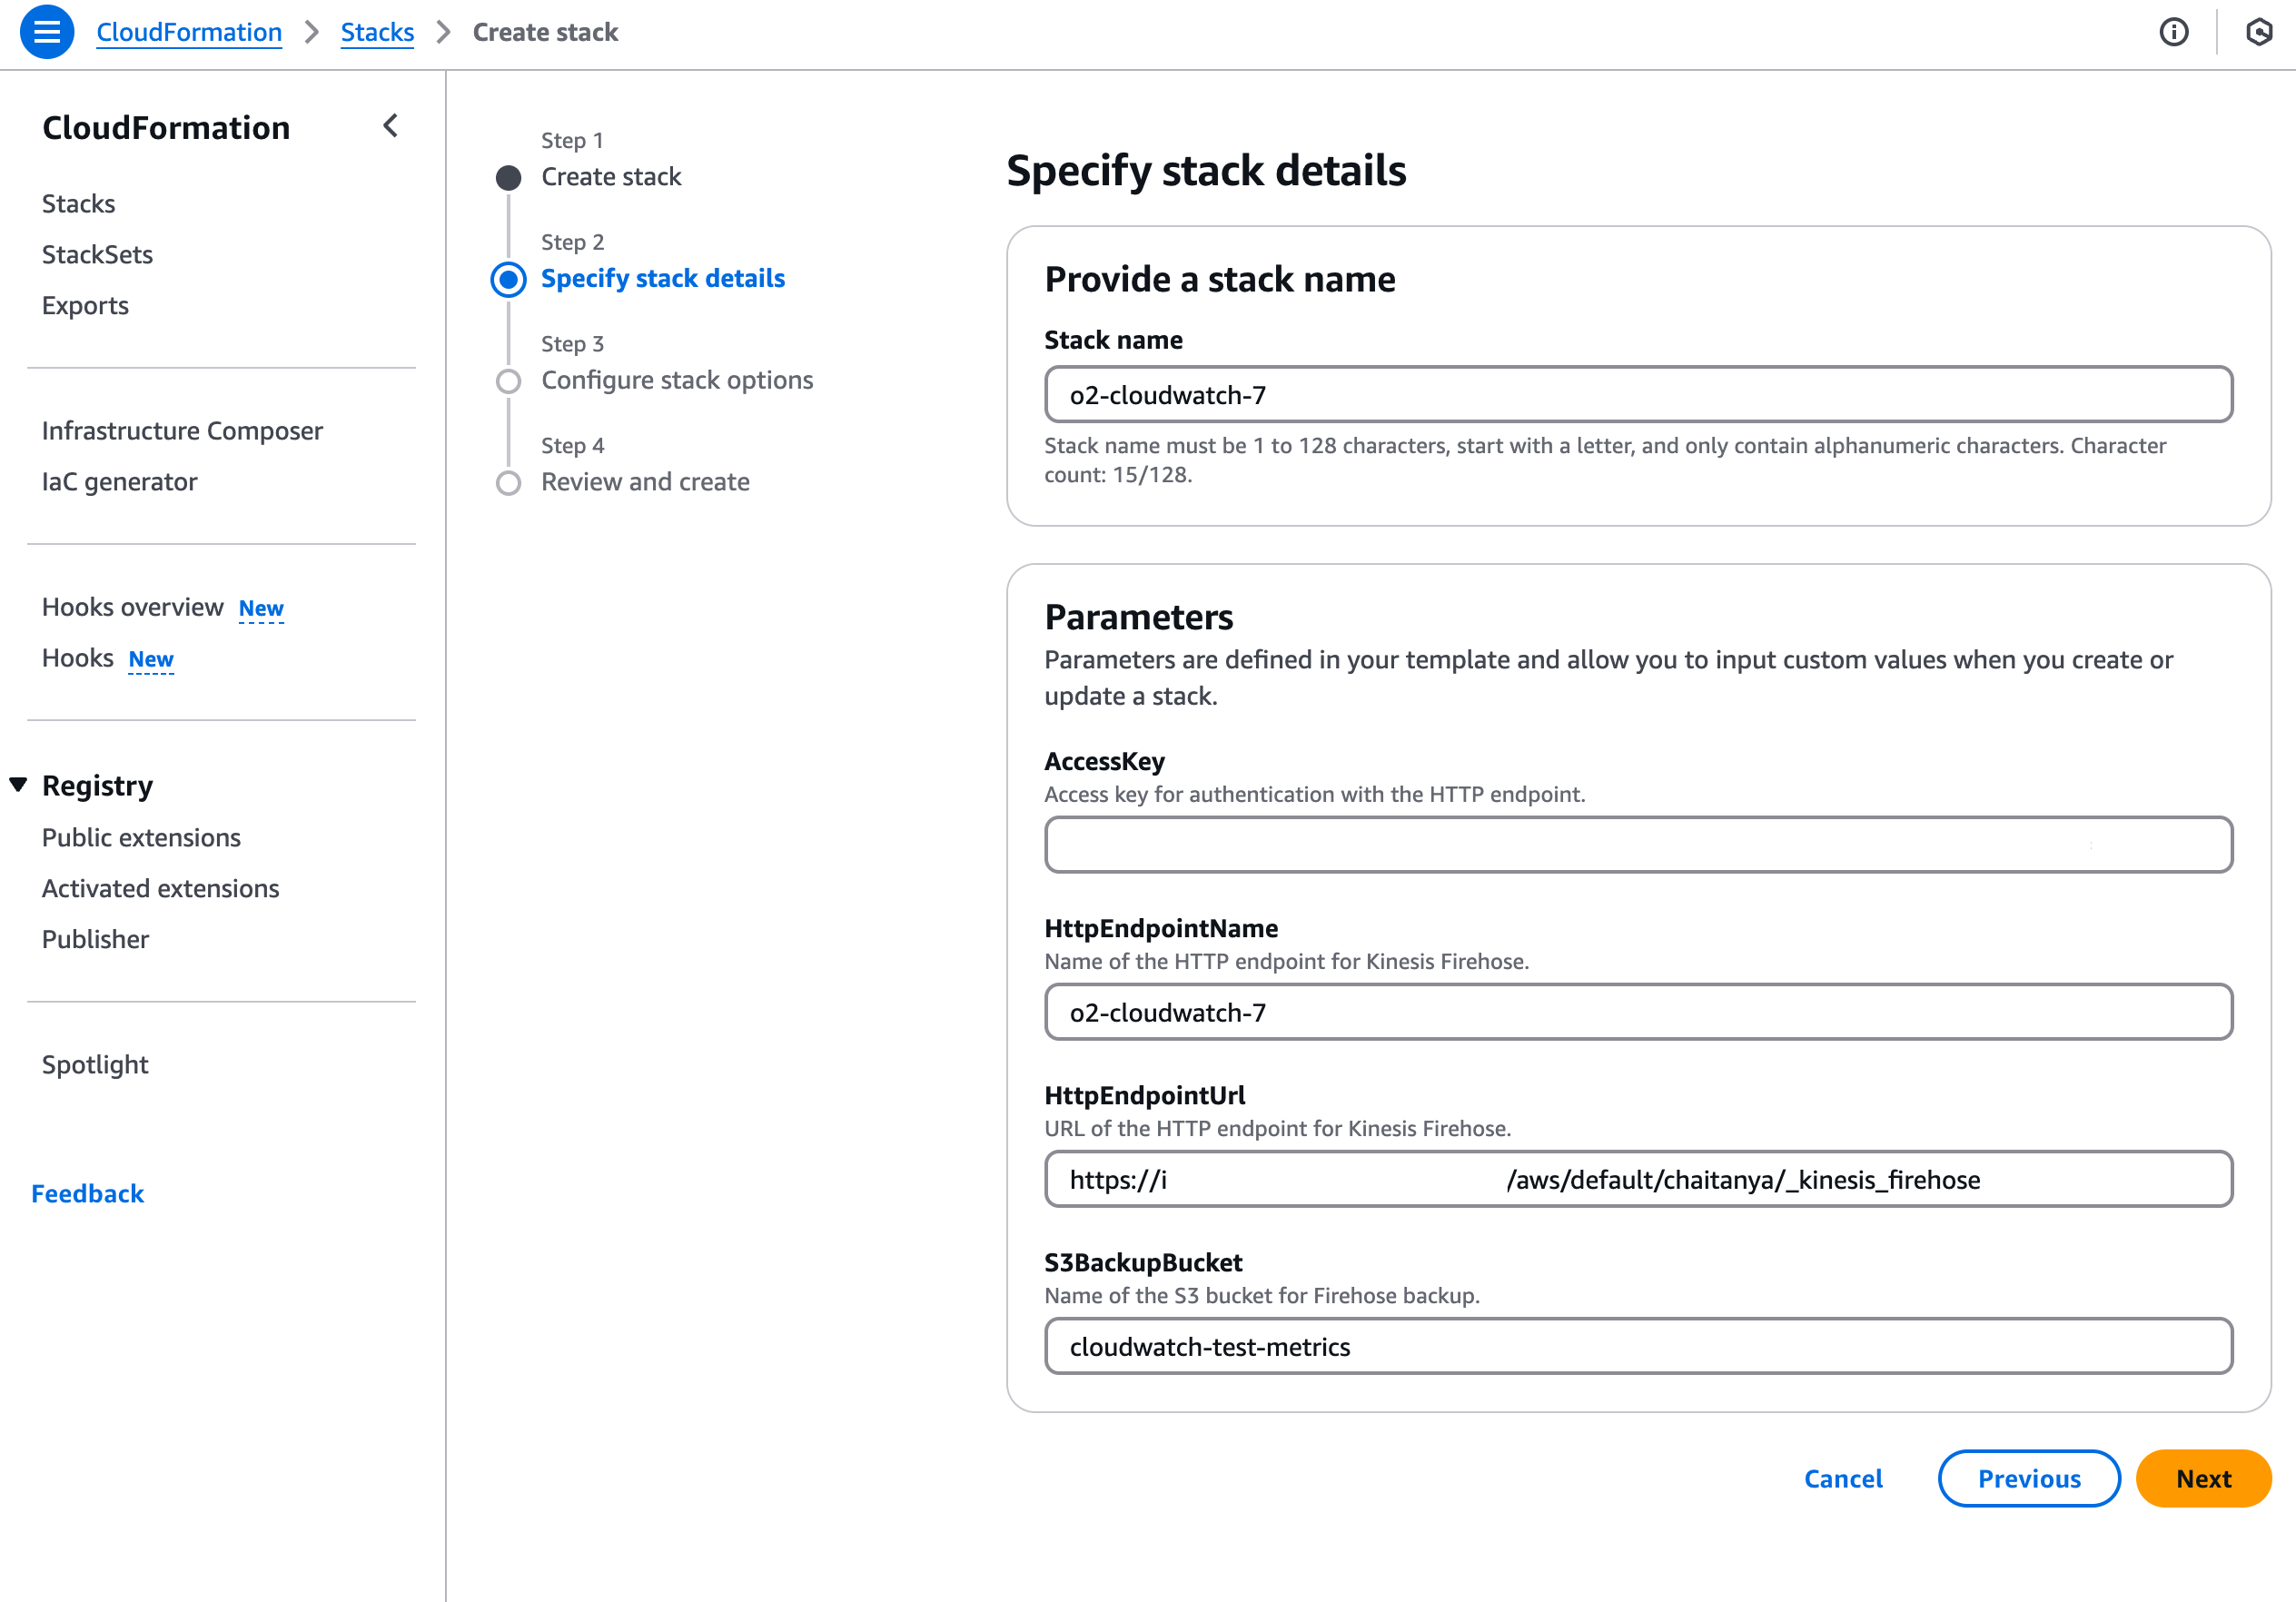 CloudFormation > Stacks > Create stack
CloudFormation
Stacks
StackSets
Exports
Infrastructure Composer
IaC generator
Hooks overview New
Hooks New
Registry
Public extensions
Activated extensions
Publisher
Spotlight
Feedback
Step 1
Create stack
Step 2
Specify stack details
Step 3
Configure stack options
Step 4
Review and create
Specify stack details
Provide a stack name
Stack name
o2-cloudwatch-7
Stack name must be 1 to 128 characters, start with a letter, and only contain alphanumeric characters. Character
count: 15/128.
Parameters
Parameters are defined in your template and allow you to input custom values when you create or
update a stack.
AccessKey
Access key for authentication with the HTTP endpoint.
HttpEndpointName
Name of the HTTP endpoint for Kinesis Firehose.
o2-cloudwatch-7
HttpEndpointUrl
URL of the HTTP endpoint for Kinesis Firehose.
https://i /aws/default/chaitanya/_kinesis_firehose
S3BackupBucket
Name of the S3 bucket for Firehose backup.
cloudwatch-test-metrics
Cancel Previous Next